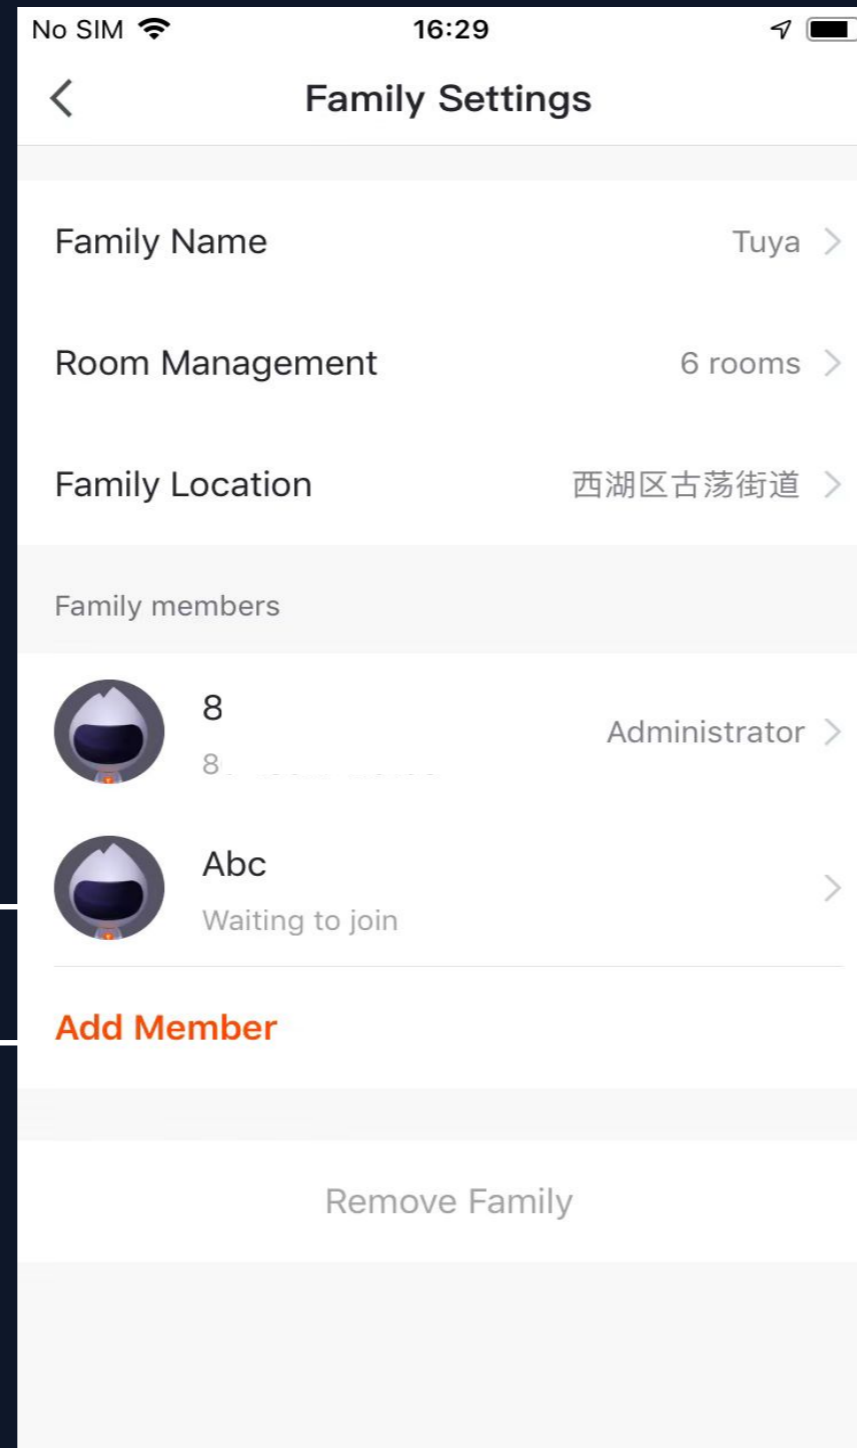 No SIM 16:29
Family Settings
Family Name Tuya
Room Management 6 rooms
Family Location 西湖区古荡街道
Family members
8
Administrator
8
Abc
Waiting to join
Add Member
Remove Family